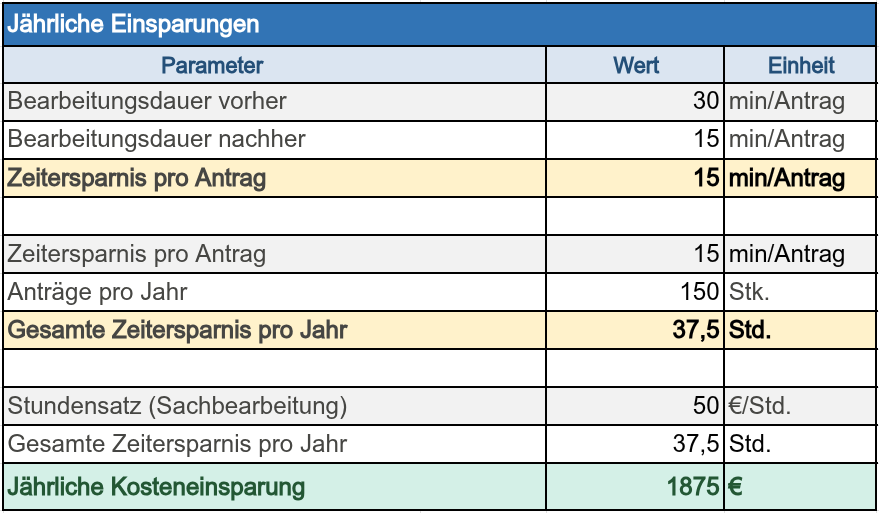 Jährliche Einsparungen
Parameter Wert Einheit
Bearbeitungsdauer vorher 30 min/Antrag
Bearbeitungsdauer nachher 15 min/Antrag
Zeitersparnis pro Antrag 15 min/Antrag
Zeitersparnis pro Antrag 15 min/Antrag
Anträge pro Jahr 150 Stk.
Gesamte Zeitersparnis pro Jahr 37,5 Std.
Stundensatz (Sachbearbeitung) 50 €/Std.
Gesamte Zeitersparnis pro Jahr 37,5 Std.
Jährliche Kosteneinsparung 1875 €